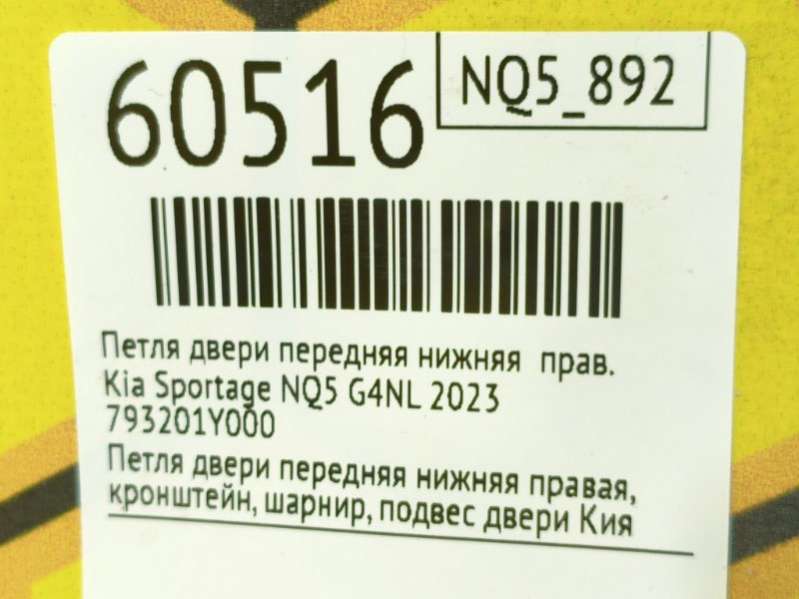 60516
NQ5_892
Петля двери передняя нижняя прав.
Kia Sportage NQ5 G4NL 2023
793201Y000
Петля двери передняя нижняя правая,
кронштейн, шарнир, подвес двери Кия